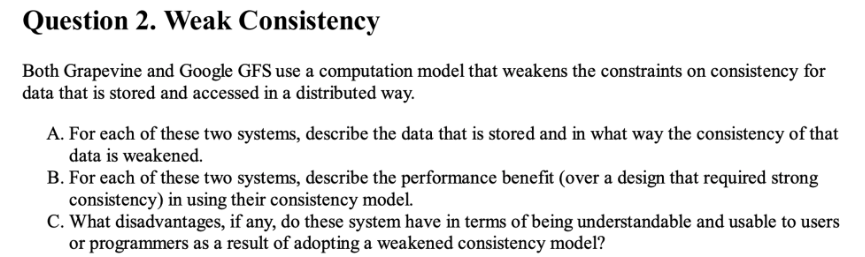 Question 2. Weak Consistency
Both Grapevine and Google GFS use a computation model that weakens the constraints on consistency for
data that is stored and accessed in a distributed way.
A. For each of these two systems, describe the data that is stored and in what way the consistency of that
data is weakened.
B. For each of these two systems, describe the performance benefit (over a design that required strong
consistency) in using their consistency model.
C. What disadvantages, if any, do these system have in terms of being understandable and usable to users
or programmers as a result of adopting a weakened consistency model?